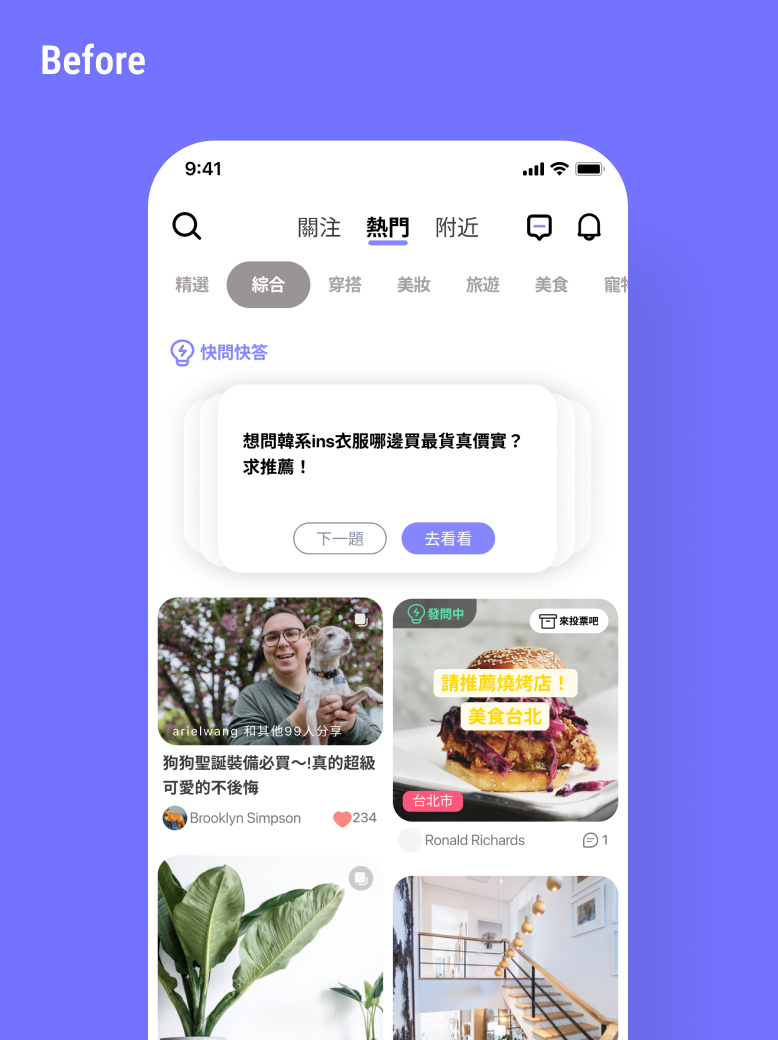 Before
9:41
關注 熱門 附近
精選 綜合 穿搭 美妝 旅遊 美食 寵物
快問快答
想問韓系ins衣服哪邊買最貨真價實？
求推薦！
下一題 去看看
arielwang 和其他99人分享
狗狗聖誕裝備必買～!真的超級
可愛的不後悔
Brooklyn Simpson 234
發問中 來投票吧
請推薦燒烤店！
美食台北
台北市
Ronald Richards 1